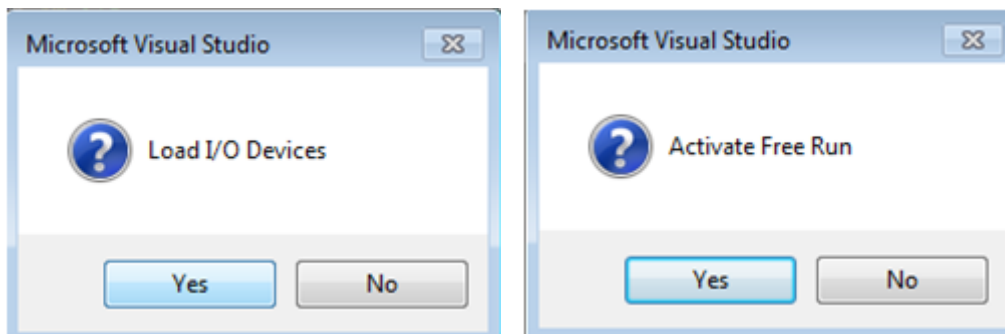 Microsoft Visual Studio
Load I/O Devices
Yes No
Microsoft Visual Studio
Activate Free Run
Yes No